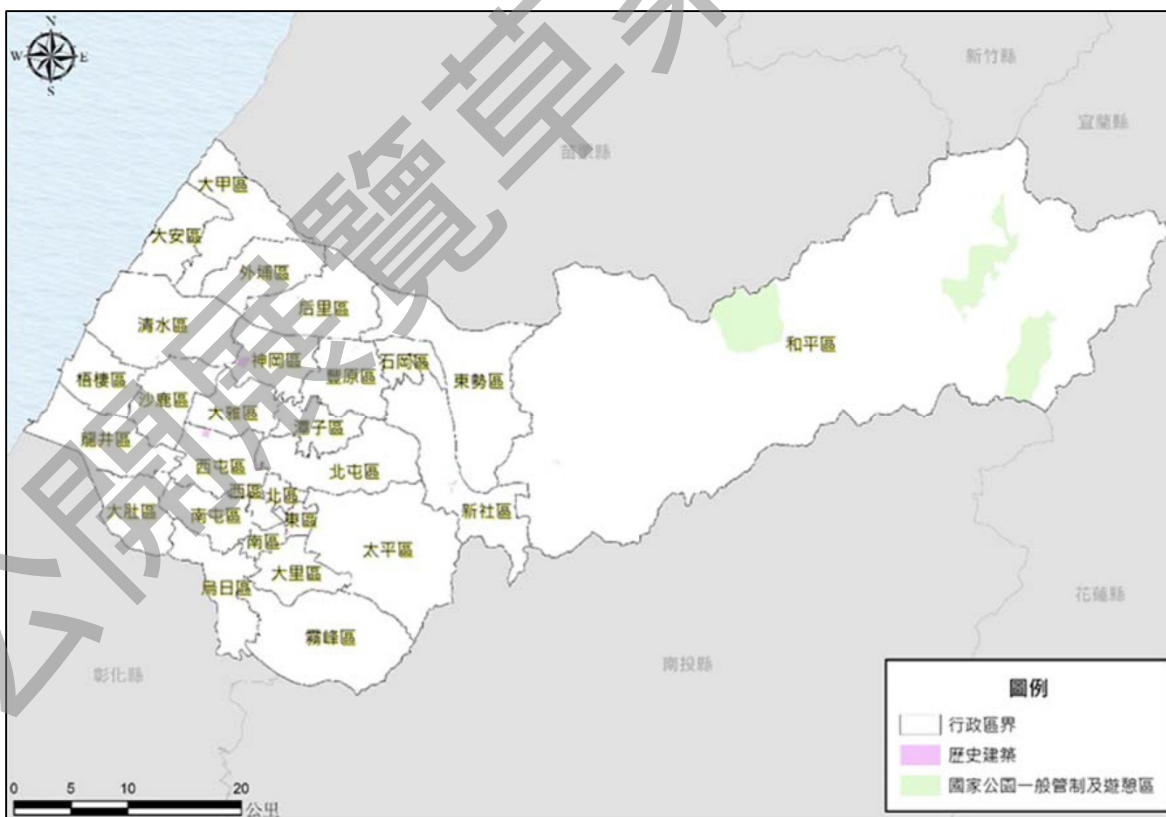 N
W E
S
新竹縣
宜蘭縣
苗栗縣
大甲區
大安區
外埔區
后里區
清水區
和平區
神岡區
石岡區
豐原區
東勢區
梧棲區
沙鹿區
大雅區
潭子區
龍井區
西屯區
北屯區
西區
北區
大肚區
南屯區
東區
新社區
南區
太平區
大里區
烏日區
花蓮縣
霧峰區
南投縣
彰化縣
圖例
行政區界
歷史建築
國家公園一般管制及遊憩區
0 5 10 20
公里
公開展覽草案